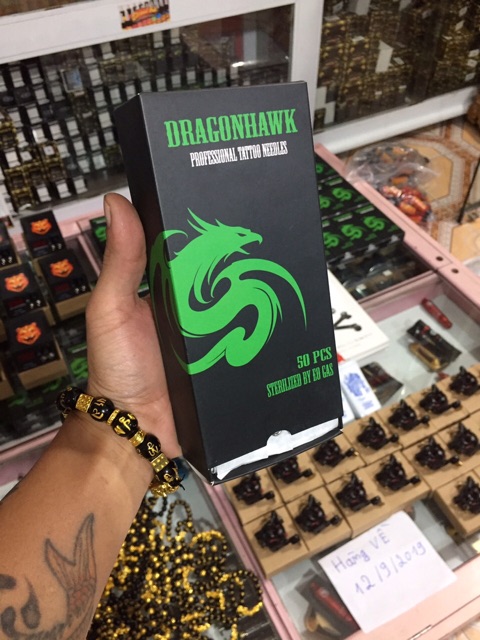 DRAGONHAWK
PROFESSIONAL TATTOO NEEDLES
50 PCS
STERILIZED BY EO GAS
Hàng VỀ
12/9/2019